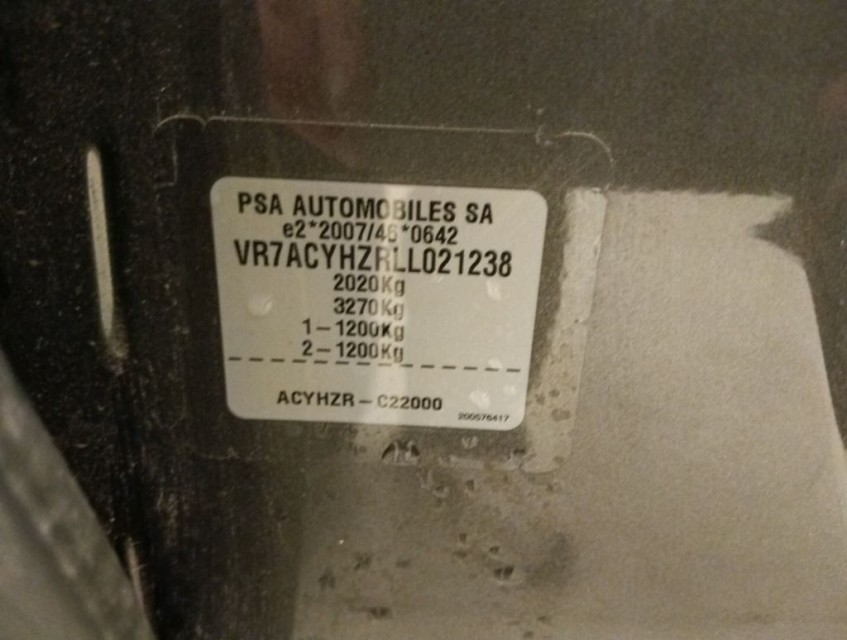 PSA AUTOMOBILES SA
e2*2007/46*0642
VR7ACYHZRLL021238
2020Kg
3270Kg
1-1200Kg
2-1200Kg
ACYHZR-C22000
200576417